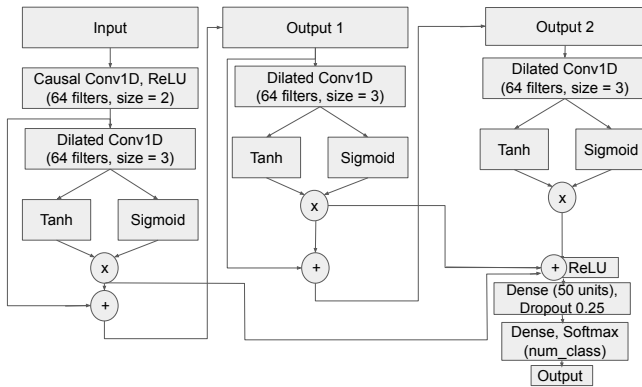 Input
Causal Conv1D, ReLU
(64 filters, size = 2)
Dilated Conv1D
(64 filters, size = 3)
Tanh
Sigmoid
x
+
Output 1
Dilated Conv1D
(64 filters, size = 3)
Tanh
Sigmoid
x
+
Output 2
Dilated Conv1D
(64 filters, size = 3)
Tanh
Sigmoid
x
+ ReLU
Dense (50 units),
Dropout 0.25
Dense, Softmax
(num_class)
Output